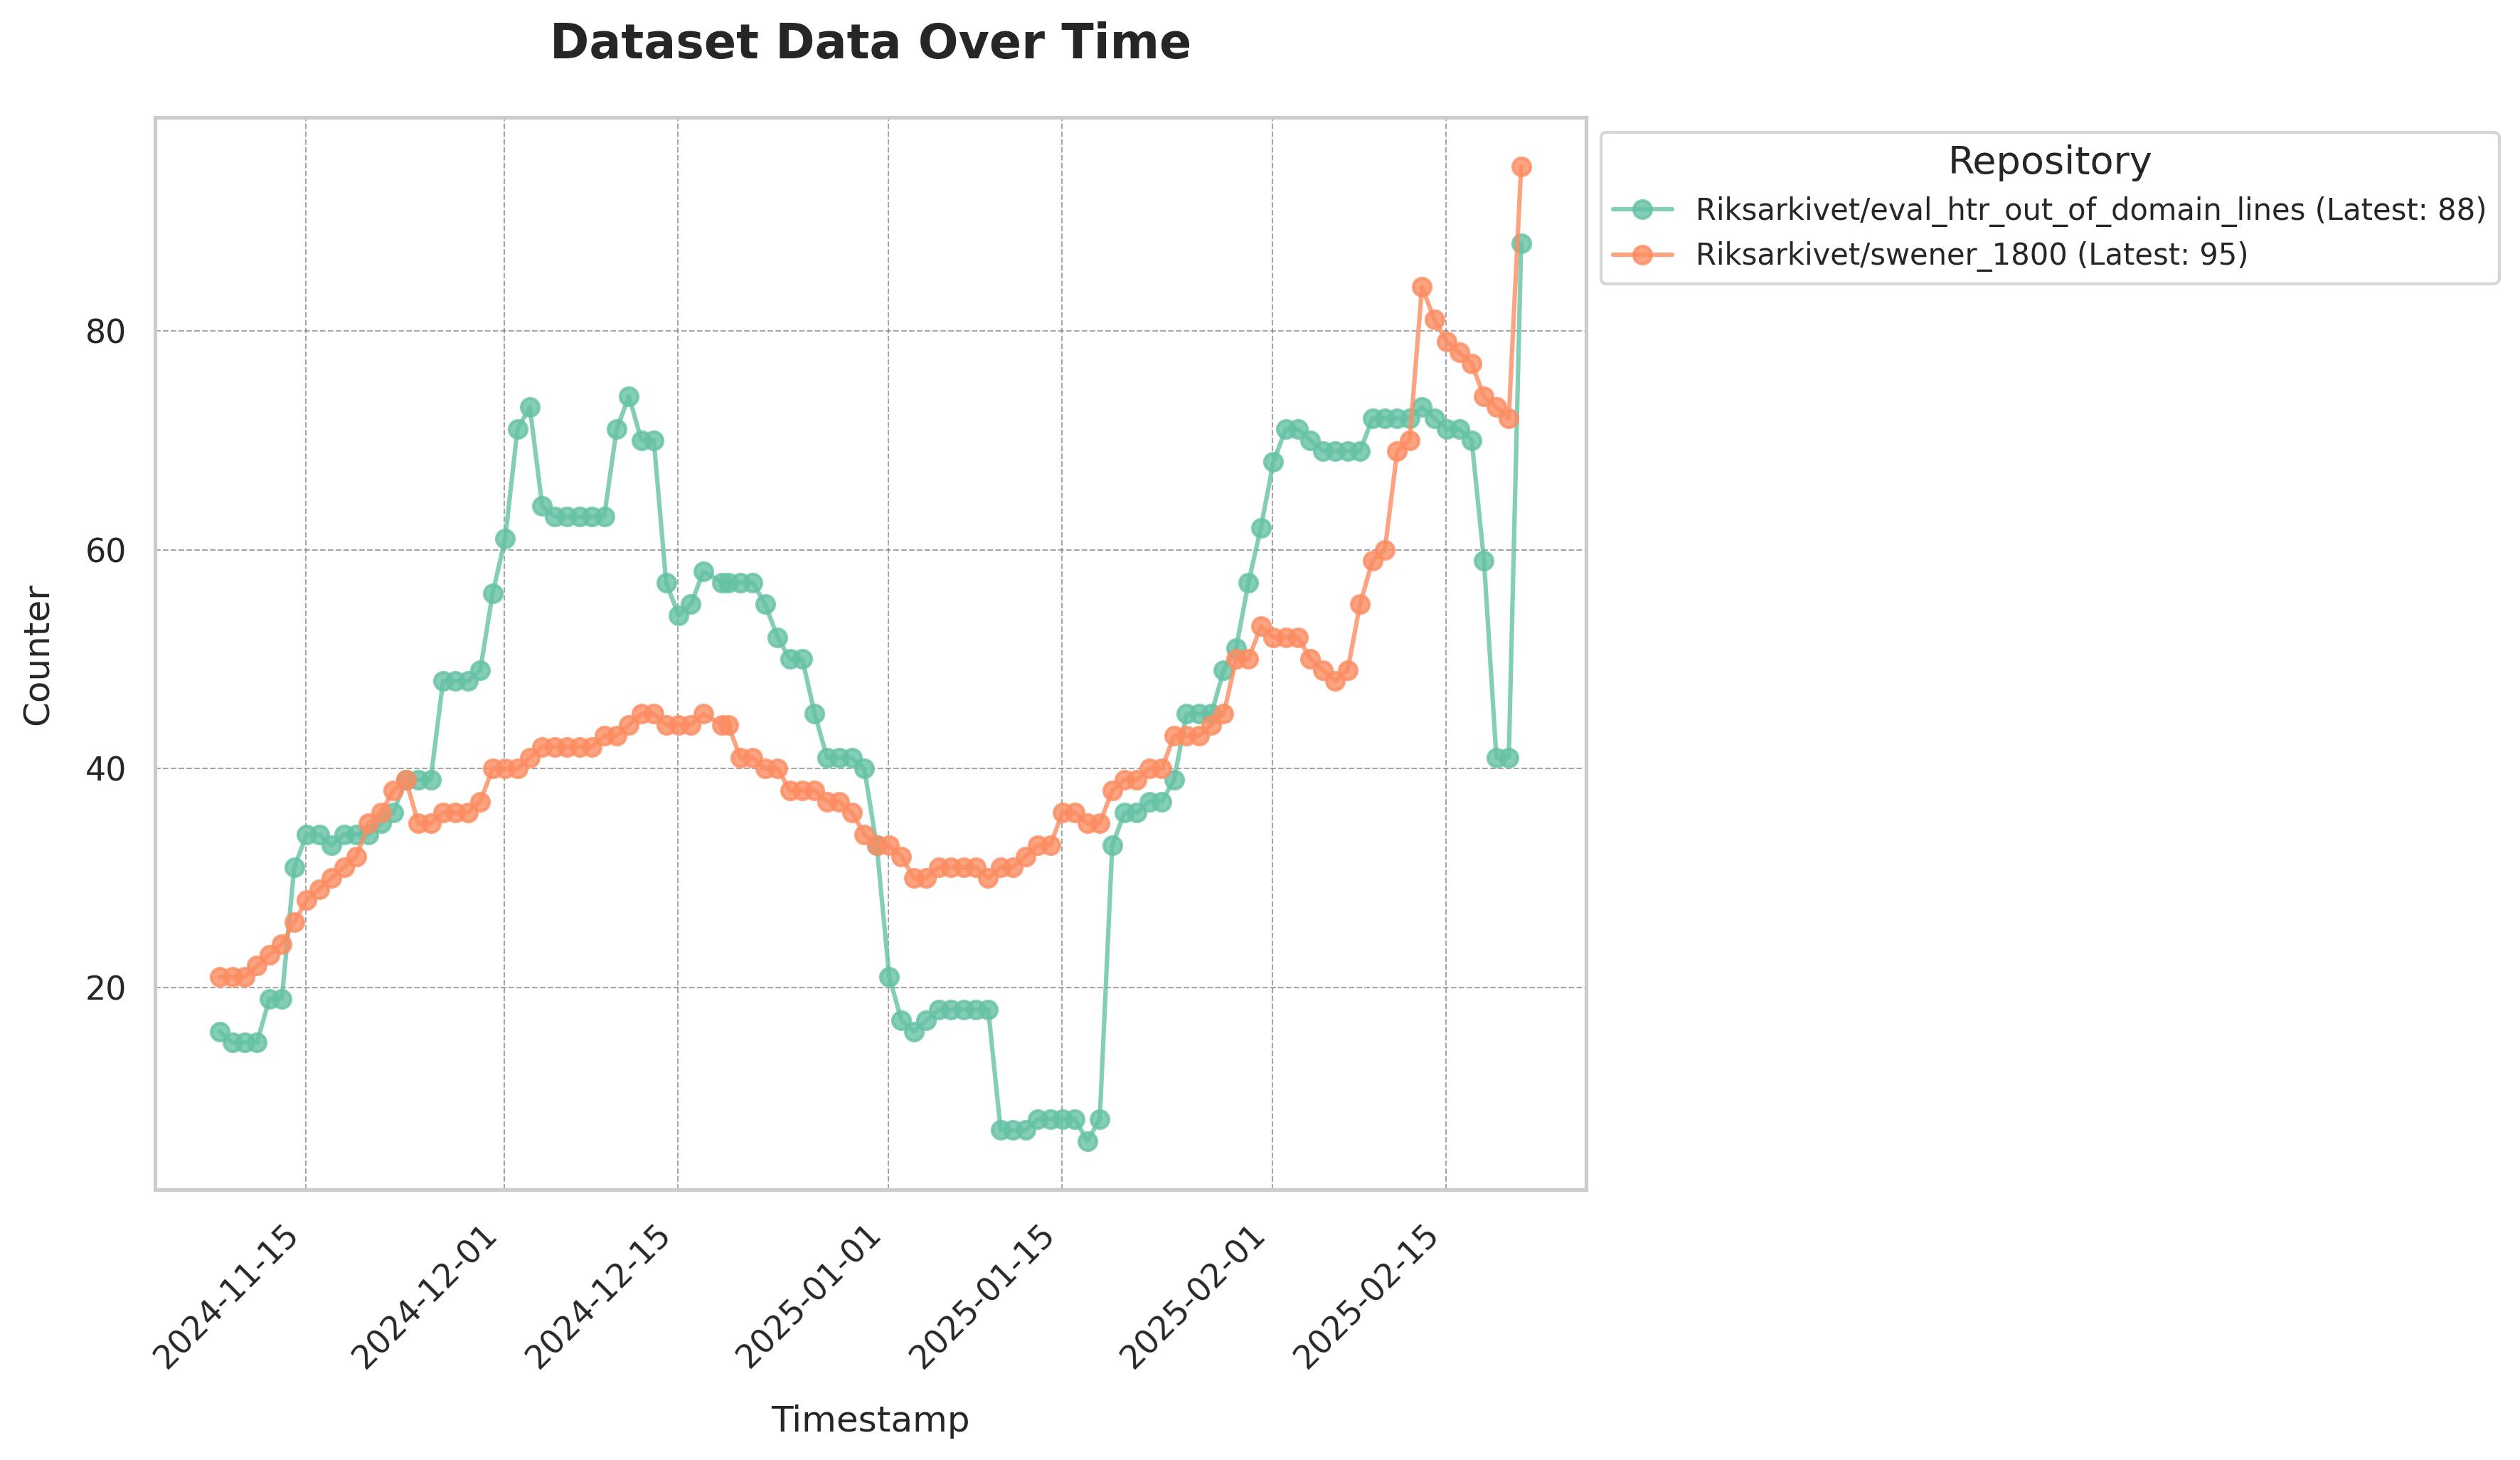 Dataset Data Over Time
Repository
Riksarkivet/eval_htr_out_of_domain_lines (Latest: 88)
Riksarkivet/swener_1800 (Latest: 95)
Counter
80
60
40
20
2024-11-15
2024-12-01
2024-12-15
2025-01-01
2025-01-15
2025-02-01
2025-02-15
Timestamp